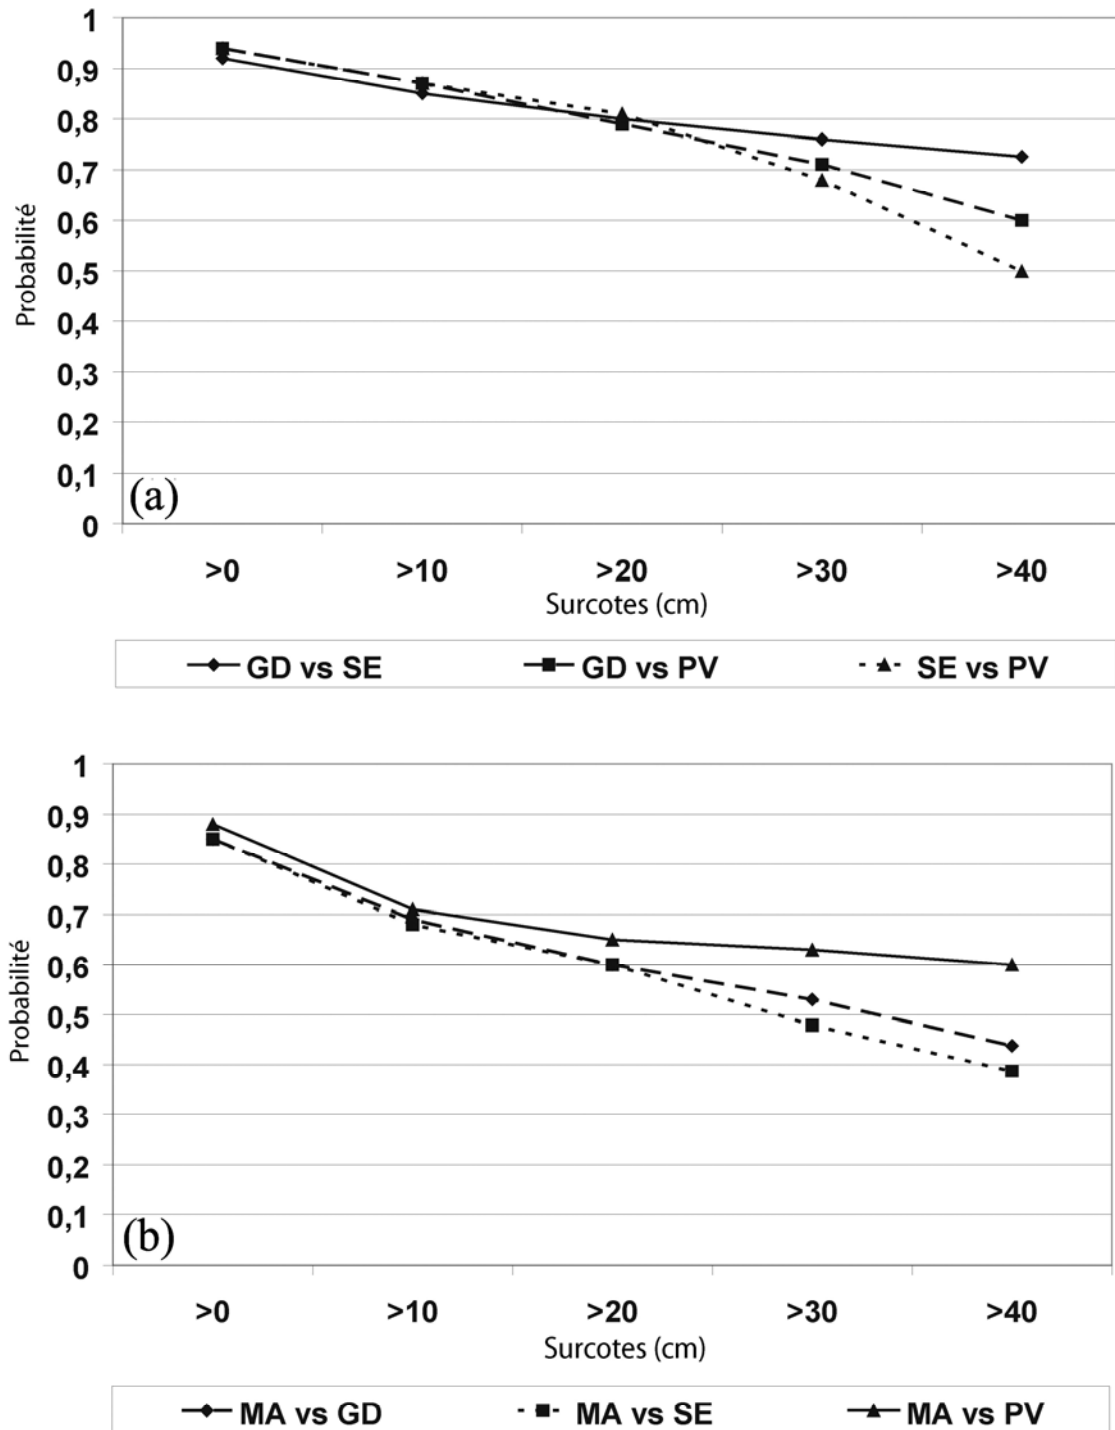 1
0,9
0,8
0,7
0,6
0,5
0,4
0,3
0,2
0,1
0
Probabilité
(a)
>0 >10 >20 >30 >40
Surcotes (cm)
GD vs SE GD vs PV SE vs PV
1
0,9
0,8
0,7
0,6
0,5
0,4
0,3
0,2
0,1
0
Probabilité
(b)
>0 >10 >20 >30 >40
Surcotes (cm)
MA vs GD MA vs SE MA vs PV